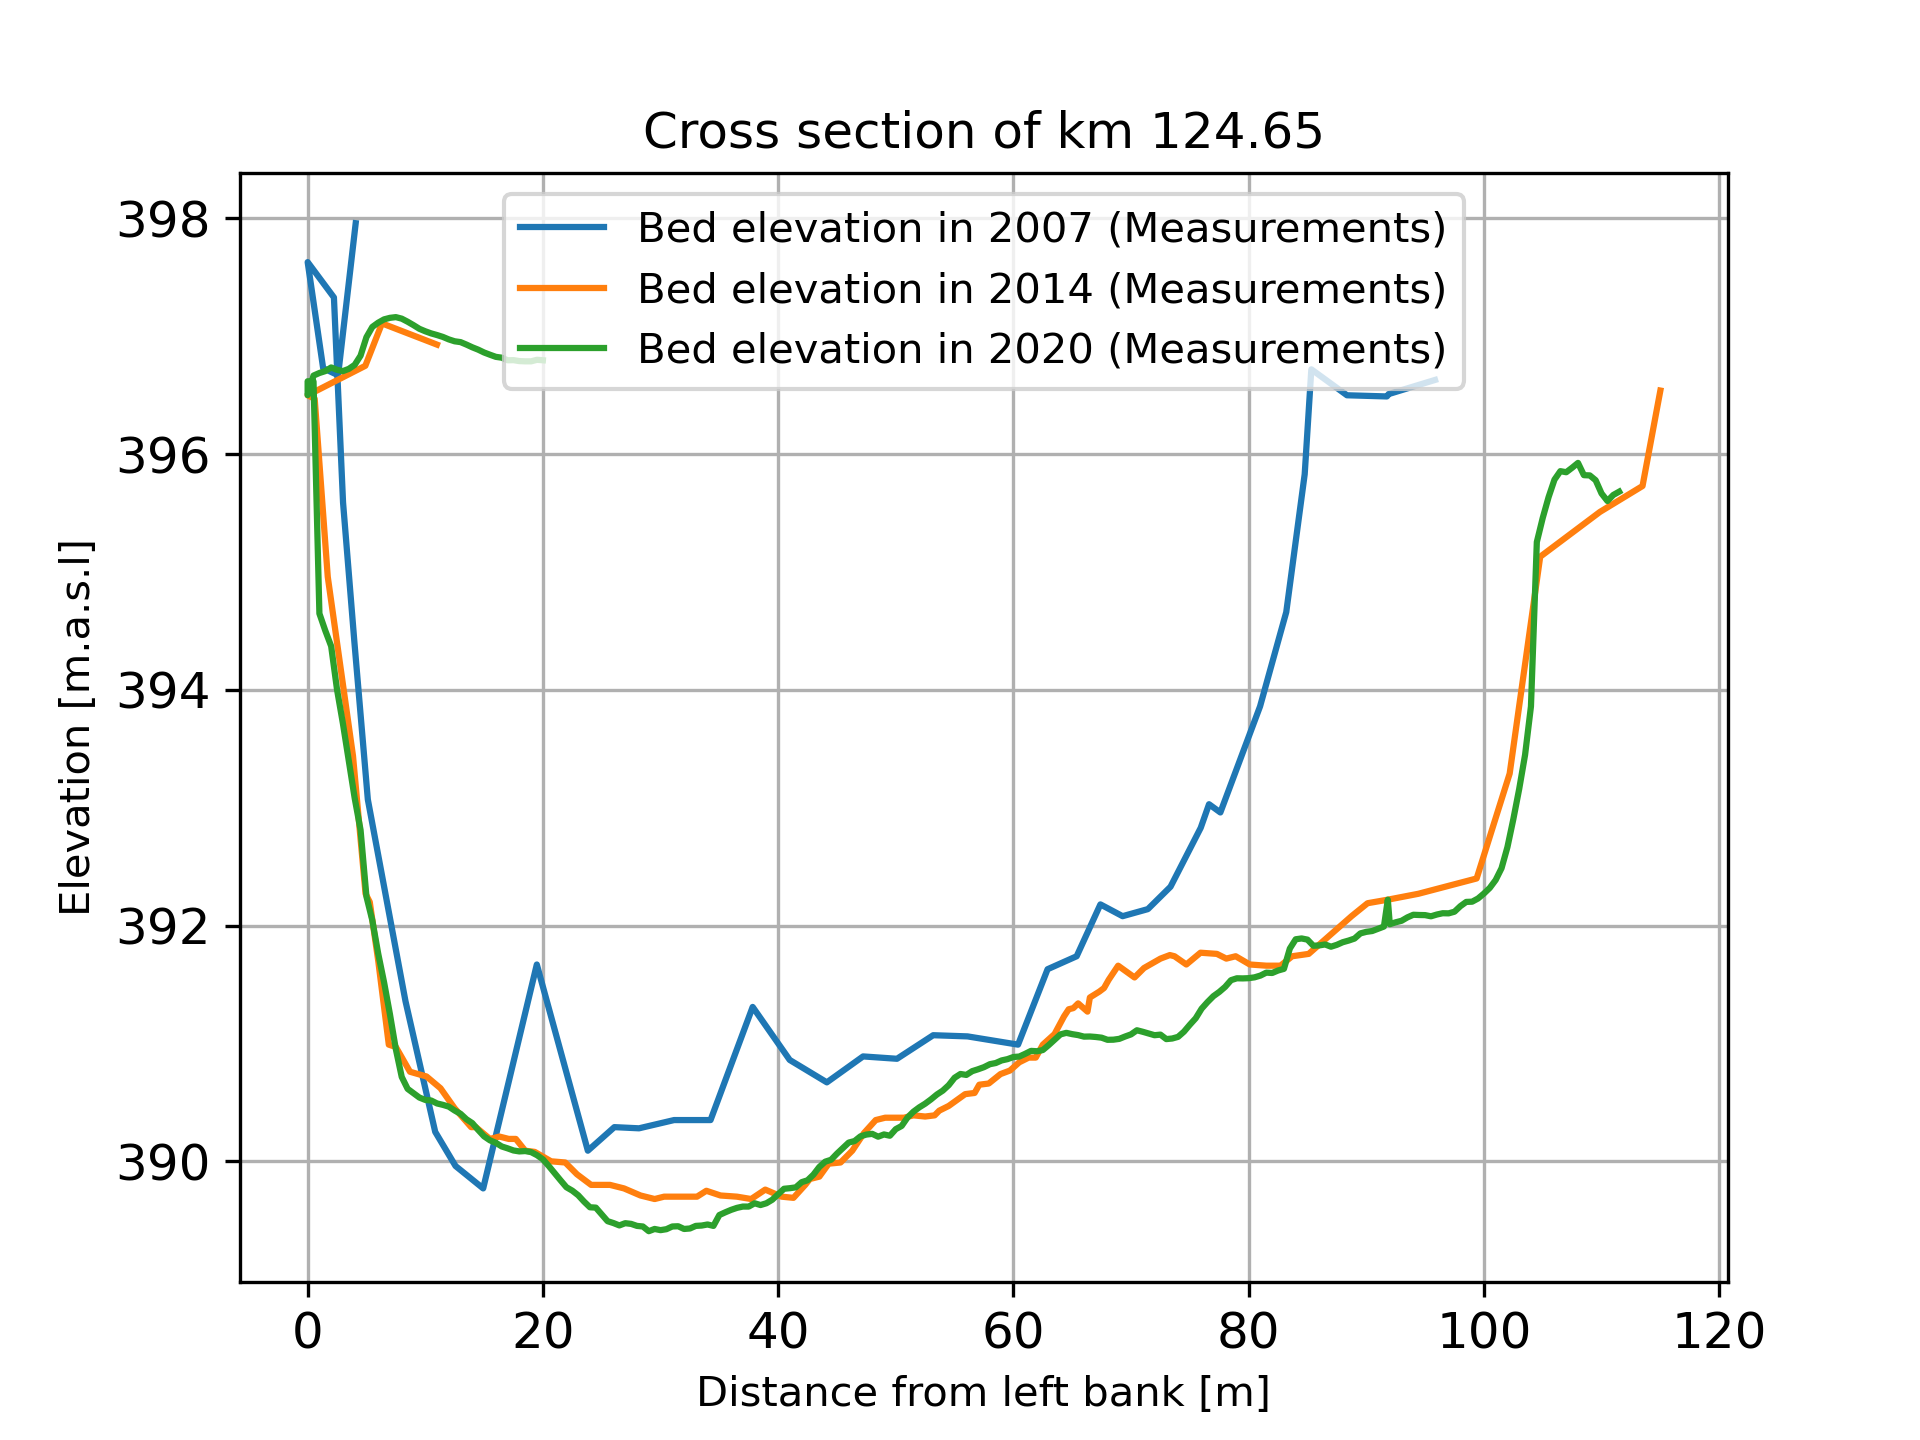 Cross section of km 124.65
Bed elevation in 2007 (Measurements)
Bed elevation in 2014 (Measurements)
Bed elevation in 2020 (Measurements)
Elevation [m.a.s.l]
398
396
394
392
390
0 20 40 60 80 100 120
Distance from left bank [m]